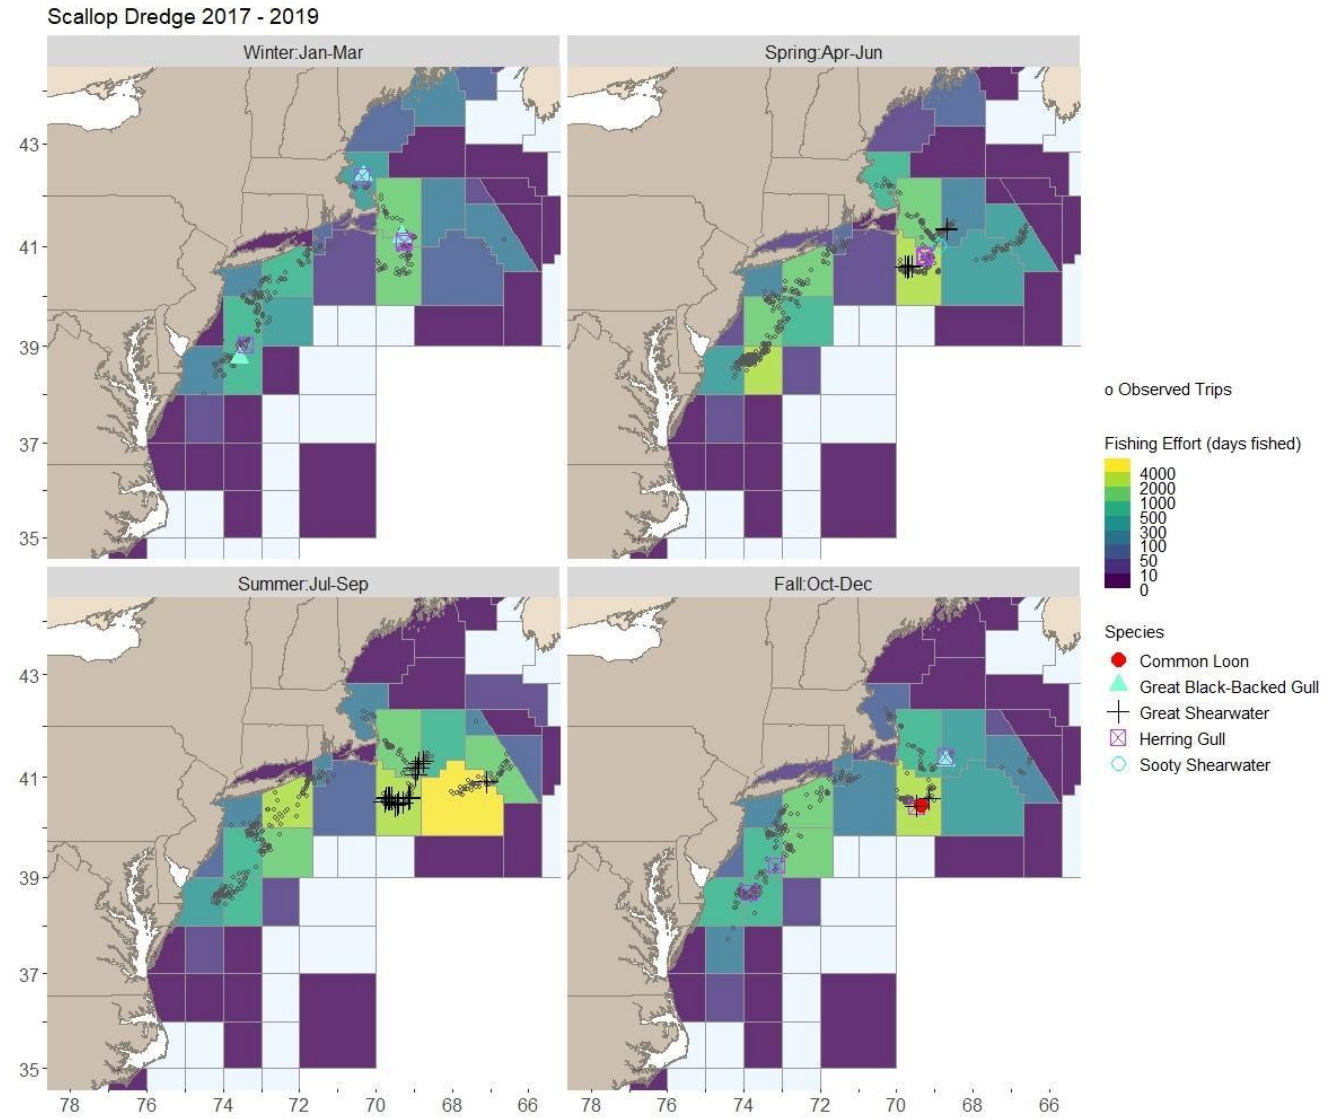 Scallop Dredge 2017 - 2019
Winter:Jan-Mar
Spring:Apr-Jun
43
41
39
37
35
Summer:Jul-Sep
Fall:Oct-Dec
43
41
39
37
35
78 76 74 72 70 68 66
78 76 74 72 70 68 66
o Observed Trips
Fishing Effort (days fished)
4000
2000
1000
500
300
100
50
10
0
Species
Common Loon
Great Black-Backed Gull
Great Shearwater
Herring Gull
Sooty Shearwater